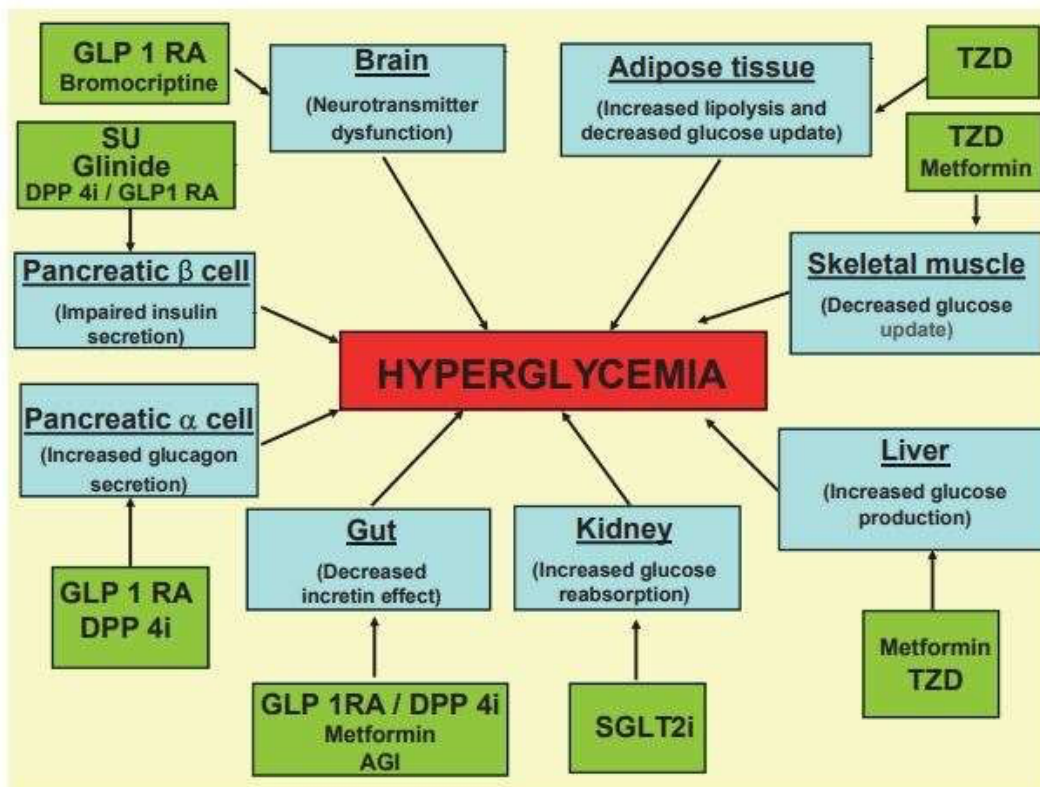 GLP 1 RA
Bromocriptine
Brain
(Neurotransmitter
dysfunction)
Adipose tissue
(Increased lipolysis and
decreased glucose update)
TZD
SU
Glinide
DPP 4i / GLP1 RA
TZD
Metformin
Pancreatic β cell
(Impaired insulin
secretion)
Skeletal muscle
(Decreased glucose
update)
HYPERGLYCEMIA
Pancreatic α cell
(Increased glucagon
secretion)
Liver
(Increased glucose
production)
Gut
(Decreased
incretin effect)
Kidney
(Increased glucose
reabsorption)
GLP 1 RA
DPP 4i
Metformin
TZD
GLP 1RA / DPP 4i
Metformin
AGI
SGLT2i